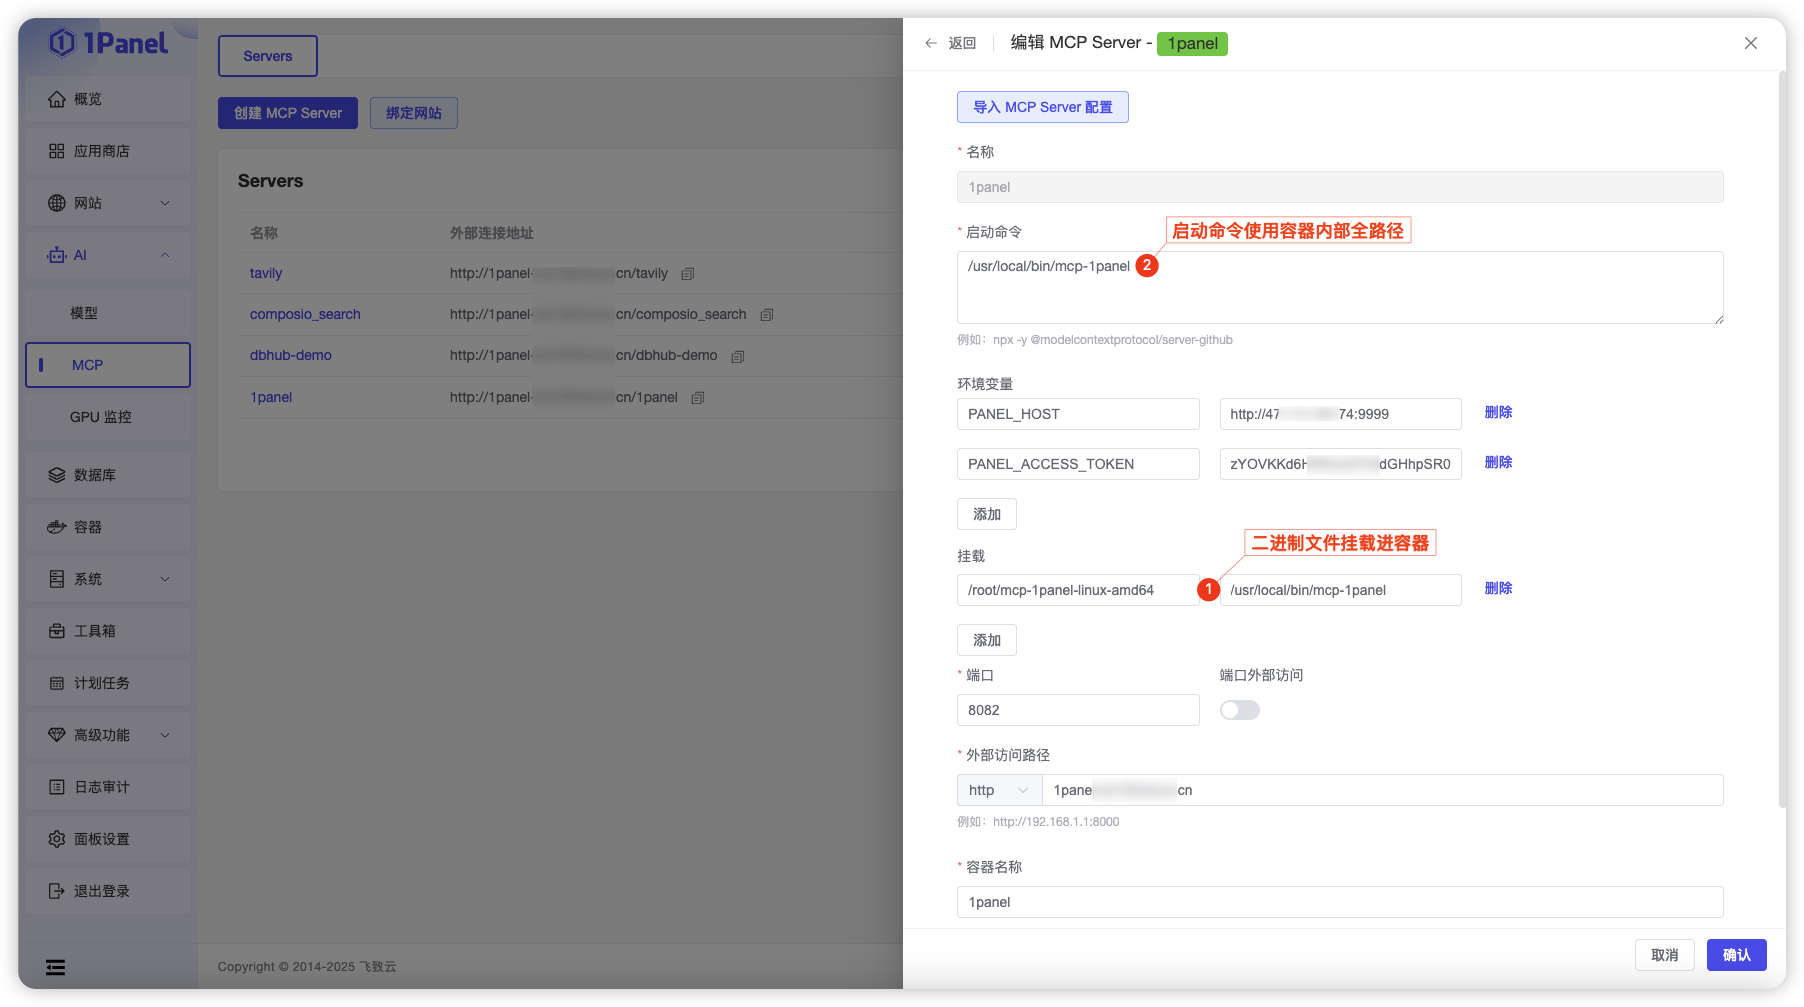 1Panel
概览
应用商店
网站
AI
模型
MCP
GPU 监控
数据库
容器
系统
工具箱
计划任务
高级功能
日志审计
面板设置
退出登录
Servers
创建 MCP Server
绑定网站
Servers
名称
外部连接地址
tavily
http://1panel- cn/tavily
composio_search
http://1panel- cn/composio_search
dbhub-demo
http://1panel- cn/dbhub-demo
1panel
http://1panel- cn/1panel
Copyright © 2014-2025 飞致云
返回
编辑 MCP Server - 1panel
导入 MCP Server 配置
* 名称
1panel
* 启动命令
启动命令使用容器内部全路径
/usr/local/bin/mcp-1panel
2
例如：npx -y @modelcontextprotocol/server-github
环境变量
PANEL_HOST
http://47 74:9999
删除
PANEL_ACCESS_TOKEN
zYOVKKd6H dGHhpSR0
删除
添加
二进制文件挂载进容器
挂载
/root/mcp-1panel-linux-amd64
1
/usr/local/bin/mcp-1panel
删除
添加
* 端口
端口外部访问
8082
* 外部访问路径
http
1pane cn
例如：http://192.168.1.1:8000
* 容器名称
1panel
取消
确认